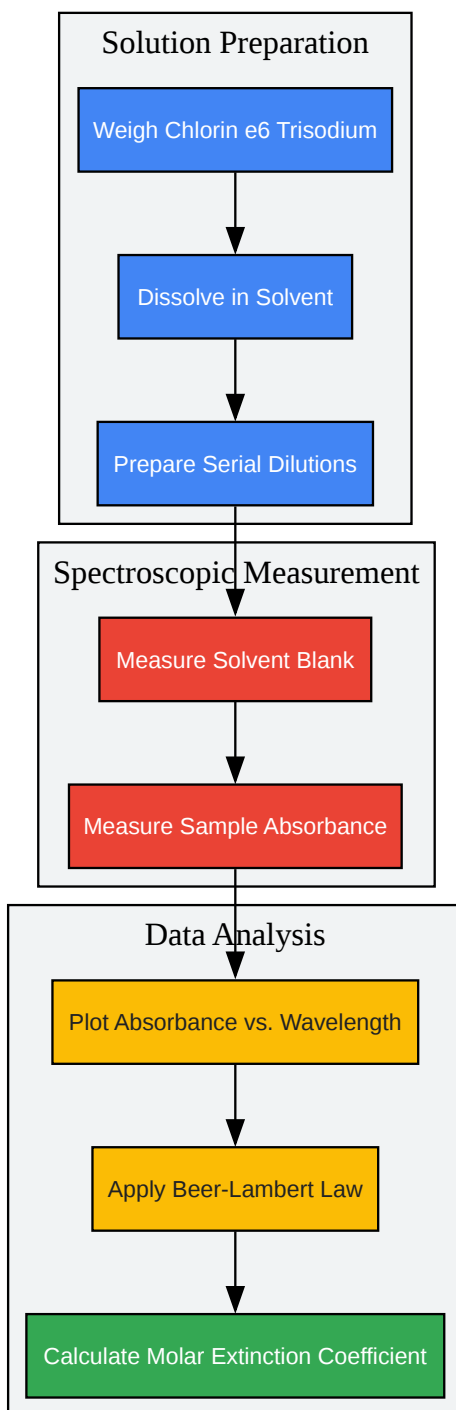 Solution Preparation
Weigh Chlorin e6 Trisodium
Dissolve in Solvent
Prepare Serial Dilutions
Spectroscopic Measurement
Measure Solvent Blank
Measure Sample Absorbance
Data Analysis
Plot Absorbance vs. Wavelength
Apply Beer-Lambert Law
Calculate Molar Extinction Coefficient